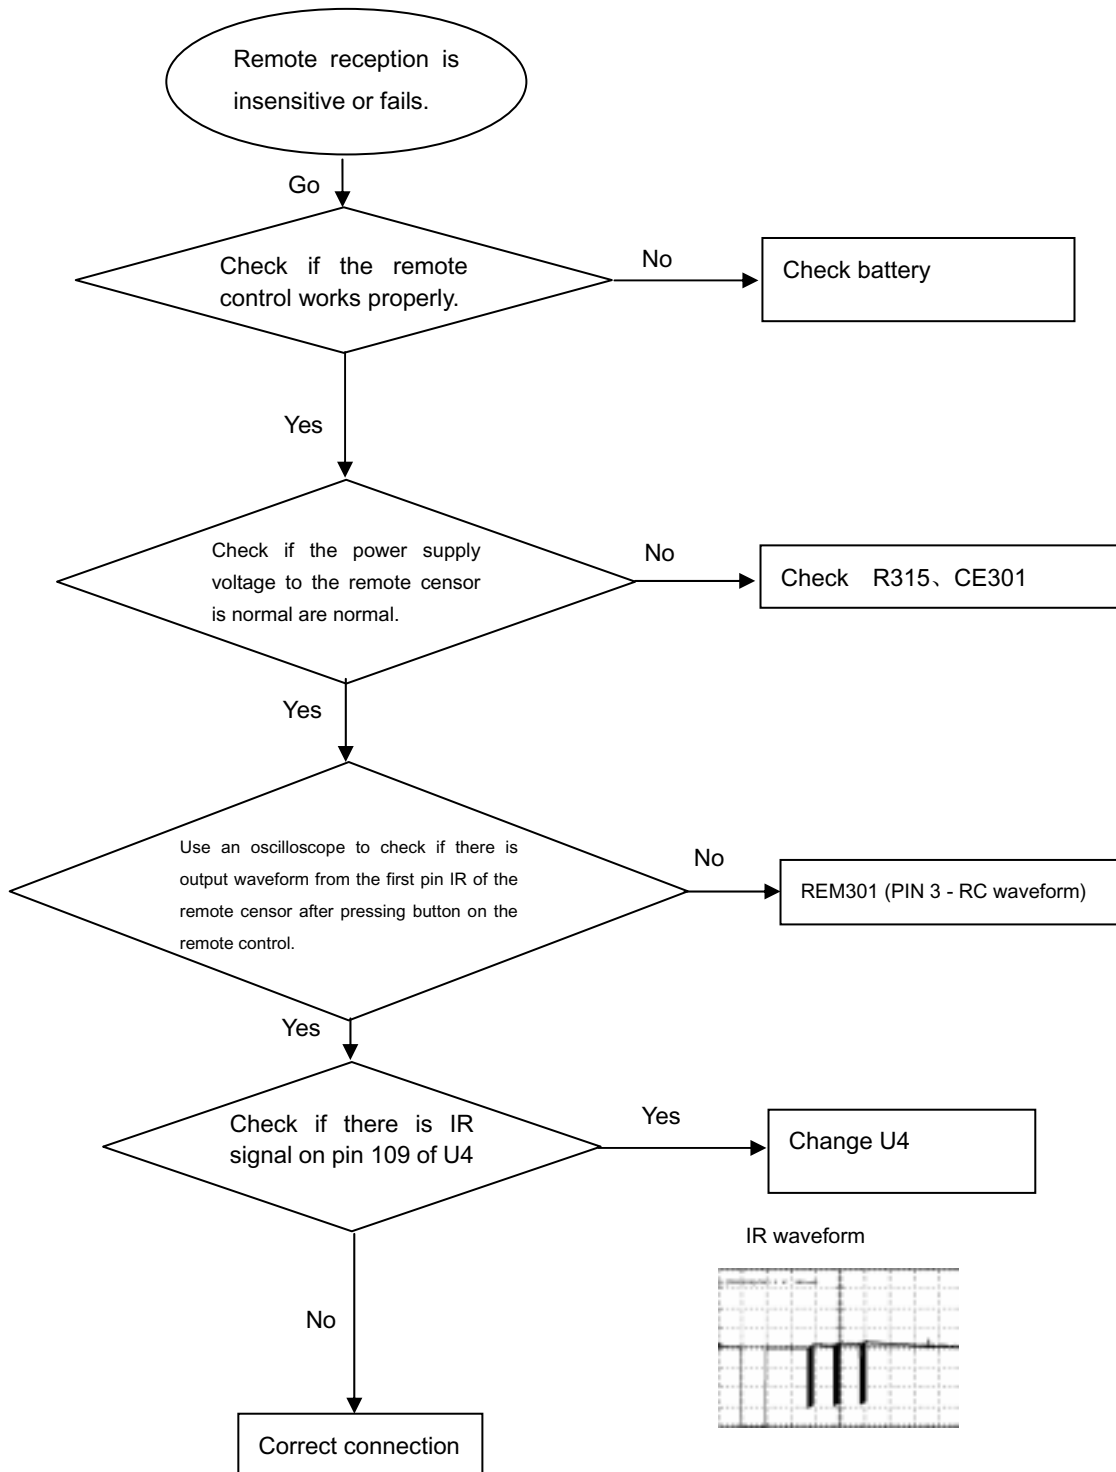 Remote reception is
insensitive or fails.
Go
Check if the remote
control works properly.
No
Check battery
Yes
Check if the power supply
voltage to the remote censor
is normal are normal.
No
Check R315、CE301
Yes
Use an oscilloscope to check if there is
output waveform from the first pin IR of the
remote censor after pressing button on the
remote control.
No
REM301 (PIN 3 - RC waveform)
Yes
Check if there is IR
signal on pin 109 of U4
Yes
Change U4
IR waveform
No
Correct connection